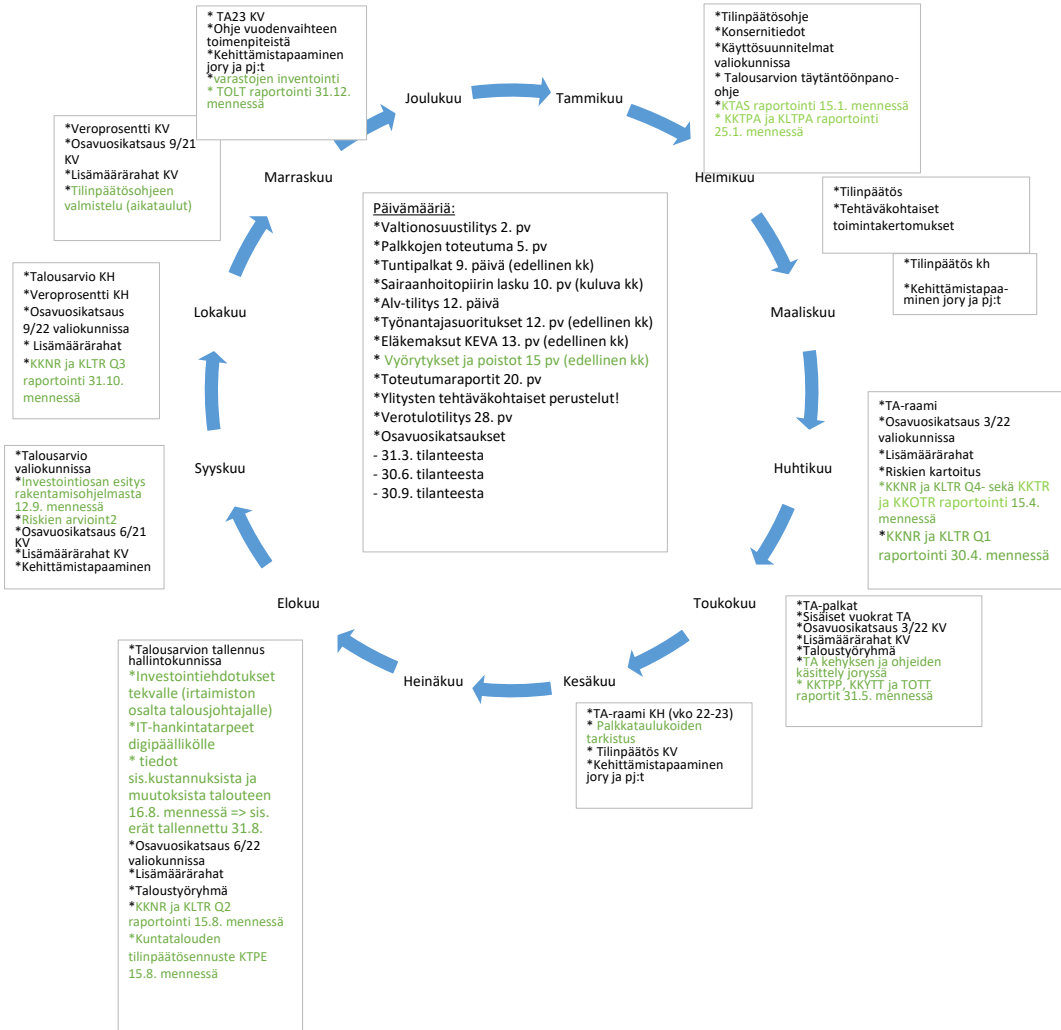 * TA23 KV
*Ohje vuodenvaihteen
toimenpiteistä
*Kehittämistapaaminen
jory ja pj:t
*varastojen inventointi
* TOLT raportointi 31.12.
mennessä
Joulukuu
Tammikuu
*Tilinpäätösohje
*Konsernitiedot
*Käyttösuunnitelmat
valiokunnissa
* Talousarvion täytäntöönpano-
ohje
*KTAS raportointi 15.1. mennessä
* KKTPA ja KLTPA raportointi
25.1. mennessä
Helmikuu
*Tilinpäätös
*Tehtäväkohtaiset
toimintakertomukset
*Tilinpäätös kh
*Kehittämistapaa-
minen jory ja pj:t
Maaliskuu
*TA-raami
*Osavuosikatsaus 3/22
valiokunnissa
*Lisämäärärahat
*Riskien kartoitus
*KKNR ja KLTR Q4- sekä KKTR
ja KKOTR raportointi 15.4.
mennessä
*KKNR ja KLTR Q1
raportointi 30.4. mennessä
Huhtikuu
Toukokuu
*TA-palkat
*Sisäiset vuokrat TA
*Osavuosikatsaus 3/22 KV
*Lisämäärärahat KV
*Taloustyöryhmä
*TA kehyksen ja ohjeiden
käsittely joryssä
* KKTPP, KKYTT ja TOTT
raportit 31.5. mennessä
Kesäkuu
*TA-raami KH (vko 22-23)
* Palkkataulukoiden
tarkistus
* Tilinpäätös KV
*Kehittämistapaaminen
jory ja pj:t
Heinäkuu
Elokuu
*Talousarvion tallennus
hallintokunnissa
*Investointiehdotukset
tekvalle (irtaimiston
osalta talousjohtajalle)
*IT-hankintatarpeet
digipäällikölle
* tiedot
sis.kustannuksista ja
muutoksista talouteen
16.8. mennessä => sis.
erät tallennettu 31.8.
*Osavuosikatsaus 6/22
valiokunnissa
*Lisämäärärahat
*Taloustyöryhmä
*KKNR ja KLTR Q2
raportointi 15.8. mennessä
*Kuntatalouden
tilinpäätösennuste KTPE
15.8. mennessä
Syyskuu
*Talousarvio
valiokunnissa
*Investointiosan esitys
rakentamisohjelmasta
12.9. mennessä
*Riskien arvioint2
*Osavuosikatsaus 6/21
KV
*Lisämäärärahat KV
*Kehittämistapaaminen
Lokakuu
*Talousarvio KH
*Veroprosentti KH
*Osavuosikatsaus
9/22 valiokunnissa
* Lisämäärärahat
*KKNR ja KLTR Q3
raportointi 31.10.
mennessä
Marraskuu
*Veroprosentti KV
*Osavuosikatsaus 9/21
KV
*Lisämäärärahat KV
*Tilinpäätösohjeen
valmistelu (aikataulut)
Päivämääriä:
*Valtionosuustilitys 2. pv
*Palkkojen toteutuma 5. pv
*Tuntipalkat 9. päivä (edellinen kk)
*Sairaanhoitopiirin lasku 10. pv (kuluva kk)
*Alv-tilitys 12. päivä
*Työnantajasuoritukset 12. pv (edellinen kk)
*Eläkemaksut KEVA 13. pv (edellinen kk)
* Vyörytykset ja poistot 15 pv (edellinen kk)
*Toteutumaraportit 20. pv
*Ylitysten tehtäväkohtaiset perustelut!
*Verotulotilitys 28. pv
*Osavuosikatsaukset
- 31.3. tilanteesta
- 30.6. tilanteesta
- 30.9. tilanteesta